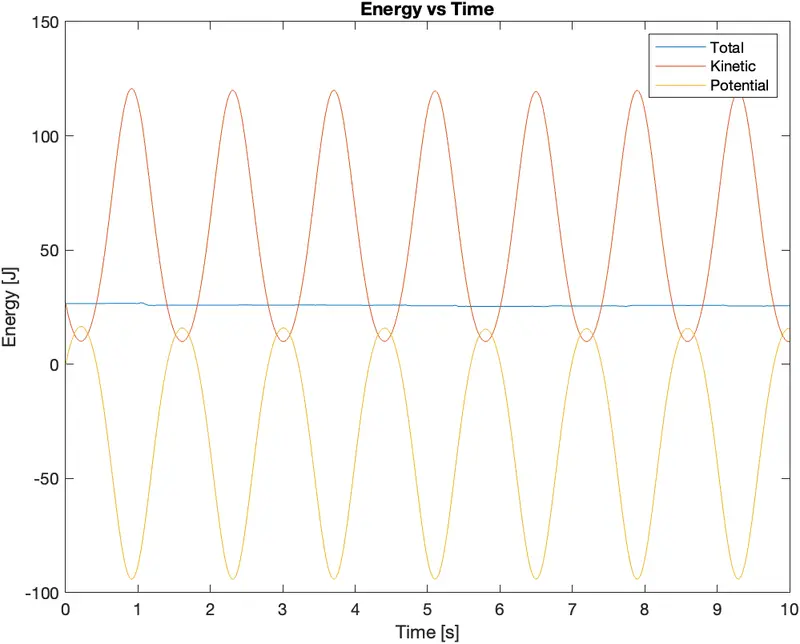 Energy vs Time
Total
Kinetic
Potential
150
100
50
0
-50
-100
Energy [J]
0 1 2 3 4 5 6 7 8 9 10
Time [s]